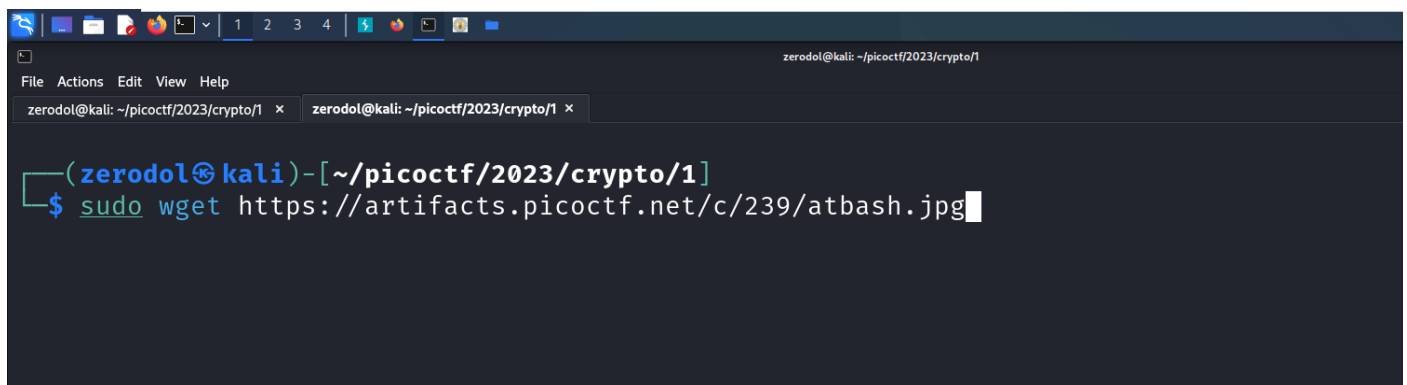 1 2 3 4
zerodol@kali: ~/picoctf/2023/crypto/1
File Actions Edit View Help
zerodol@kali: ~/picoctf/2023/crypto/1 × zerodol@kali: ~/picoctf/2023/crypto/1 ×
┌──(zerodol㉿kali)-[~/picoctf/2023/crypto/1]
└─$ sudo wget https://artifacts.picoctf.net/c/239/atbash.jpg